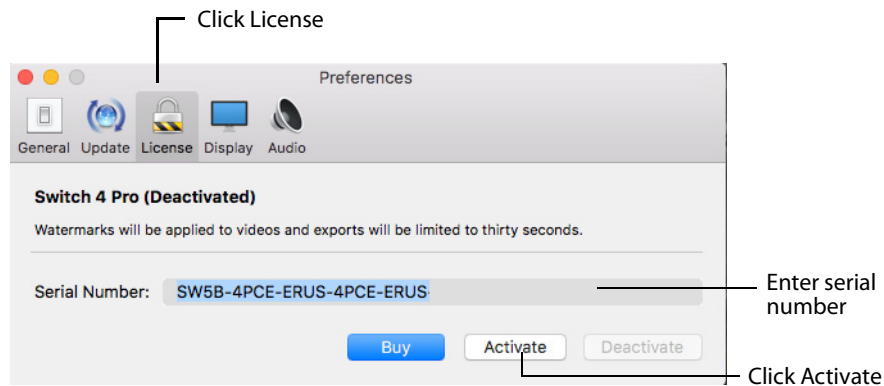 Click License
Preferences
General Update License Display Audio
Switch 4 Pro (Deactivated)
Watermarks will be applied to videos and exports will be limited to thirty seconds.
Serial Number: SW5B-4PCE-ERUS-4PCE-ERUS-
Enter serial
number
Buy Activate Deactivate
Click Activate